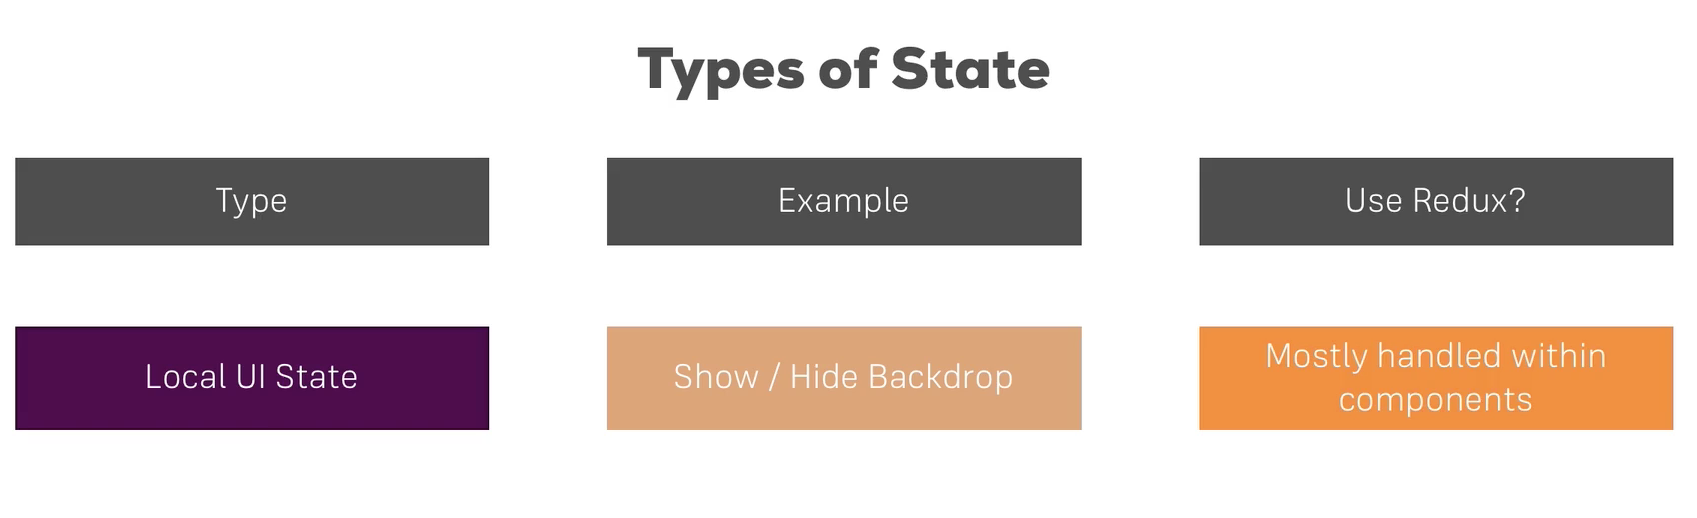 Types of State
Type
Example
Use Redux?
Local UI State
Show / Hide Backdrop
Mostly handled within
components